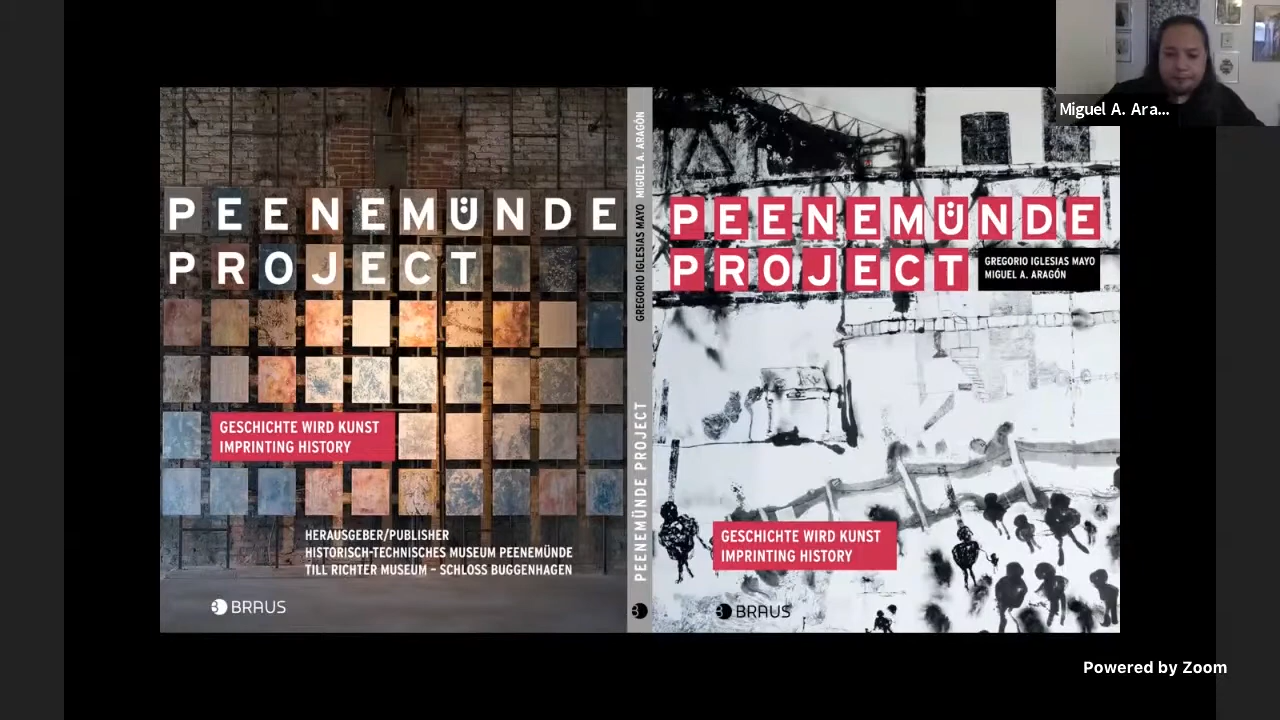 Miguel A. Ara...
PEENEMÜNDE
PROJECT
GESCHICHTE WIRD KUNST
IMPRINTING HISTORY
HERAUSGEBER/PUBLISHER
HISTORISCH-TECHNISCHES MUSEUM PEENEMÜNDE
TILL RICHTER MUSEUM – SCHLOSS BUGGENHAGEN
BRAUS
GREGORIO IGLESIAS MAYO MIGUEL A. ARAGÓN
PEENEMÜNDE PROJECT
PEENEMÜNDE
PROJECT
GREGORIO IGLESIAS MAYO
MIGUEL A. ARAGÓN
GESCHICHTE WIRD KUNST
IMPRINTING HISTORY
BRAUS
Powered by Zoom